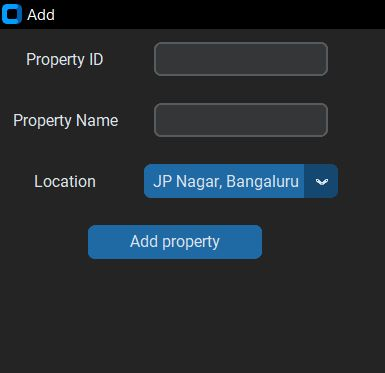 Add
Property ID
Property Name
Location
JP Nagar, Bangaluru
Add property